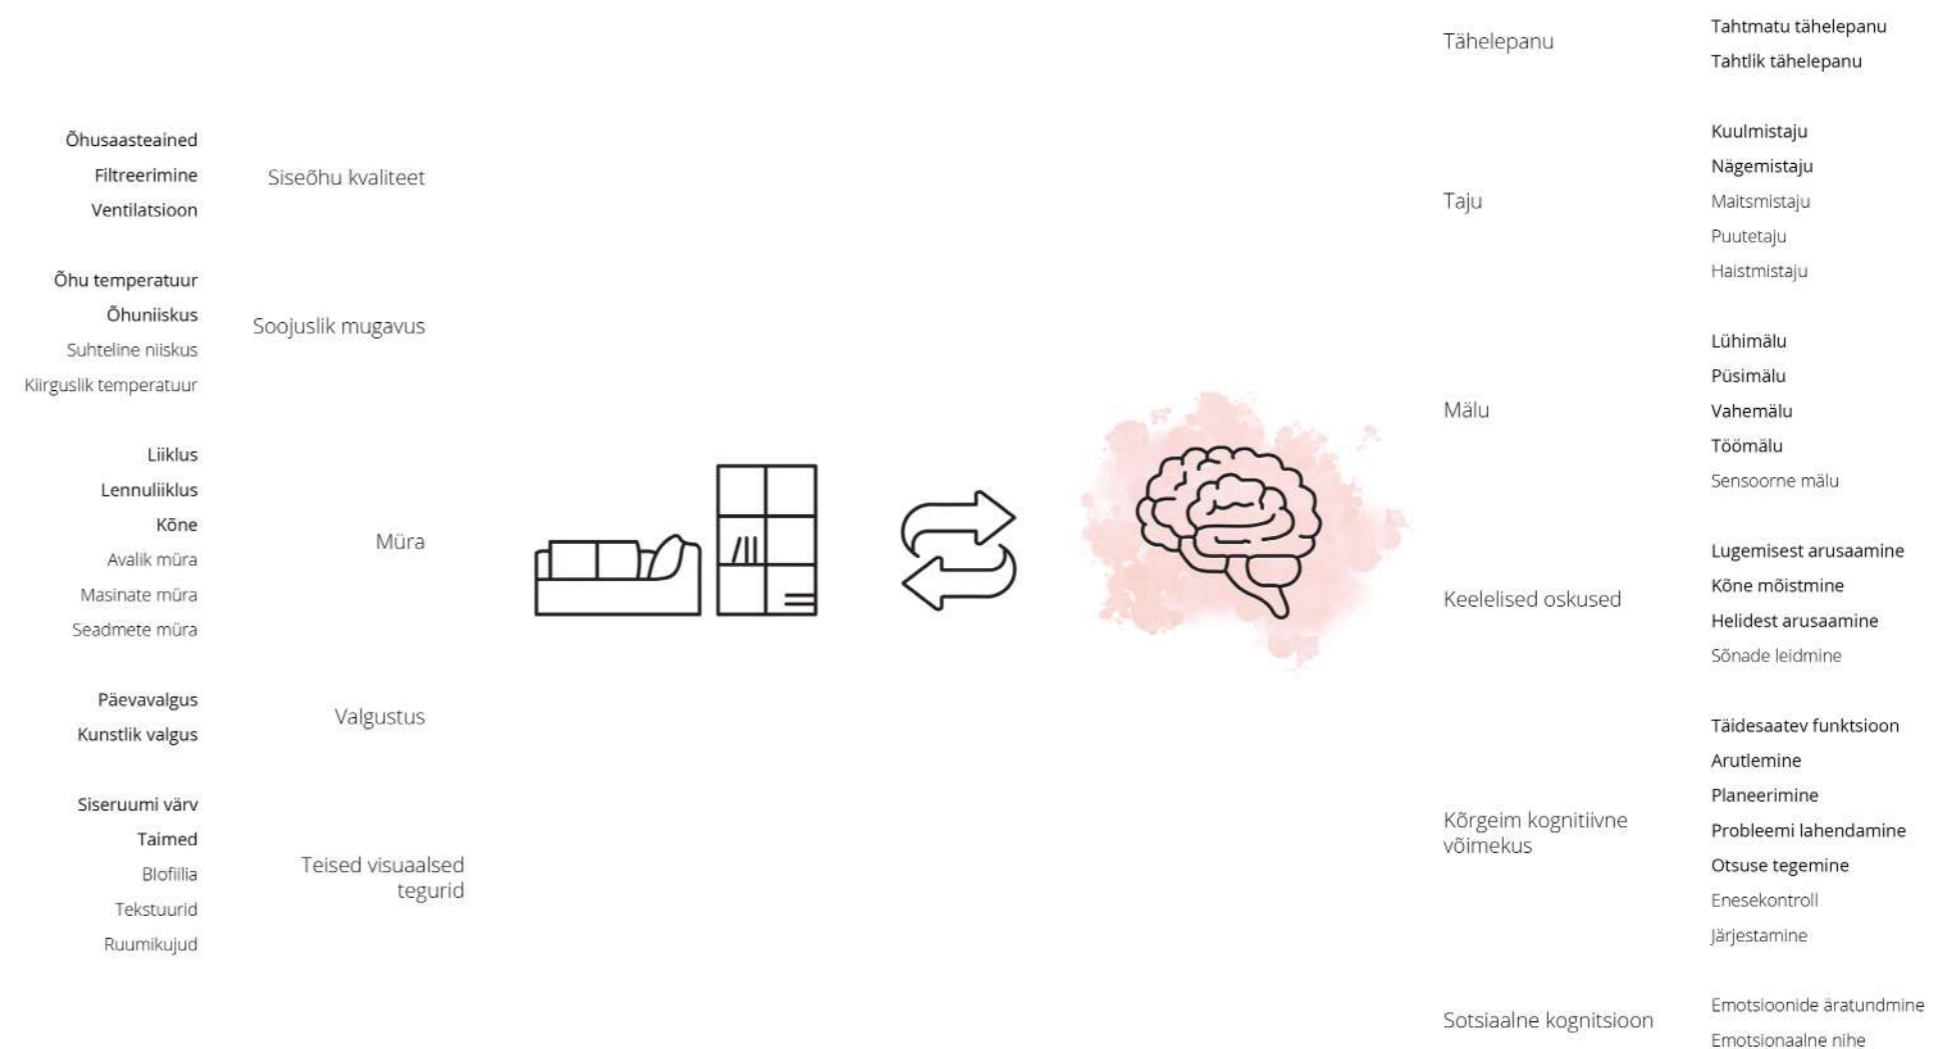 Õhusaasteained
Filtreerimine
Ventilatsioon
Siseõhu kvaliteet
Õhu temperatuur
Õhuniiskus
Suhteline niiskus
Kiirguslik temperatuur
Soojuslik mugavus
Liiklus
Lennuliiklus
Kõne
Avalik müra
Masinate müra
Seadmete müra
Müra
Päevavalgus
Kunstlik valgus
Valgustus
Siseruumi värv
Taimed
Blofiilia
Tekstuurid
Ruumikujud
Teised visuaalsed
tegurid
Tähelepanu
Tahtmatu tähelepanu
Tahtlik tähelepanu
Taju
Kuulmistaju
Nägemistaju
Maitsmistaju
Puutetaju
Haistmistaju
Mälu
Lühimälu
Püsimälu
Vahemälu
Töömälu
Sensoorne mälu
Keelelised oskused
Lugemisest arusaamine
Kõne mõistmine
Helidest arusaamine
Sõnade leidmine
Kõrgeim kognitiivne
võimekus
Täidesaatev funktsioon
Arutlemine
Planeerimine
Probleemi lahendamine
Otsuse tegemine
Enesekontroll
Järjestamine
Sotsiaalne kognitsioon
Emotsioonide äratundmine
Emotsionaalne nihe